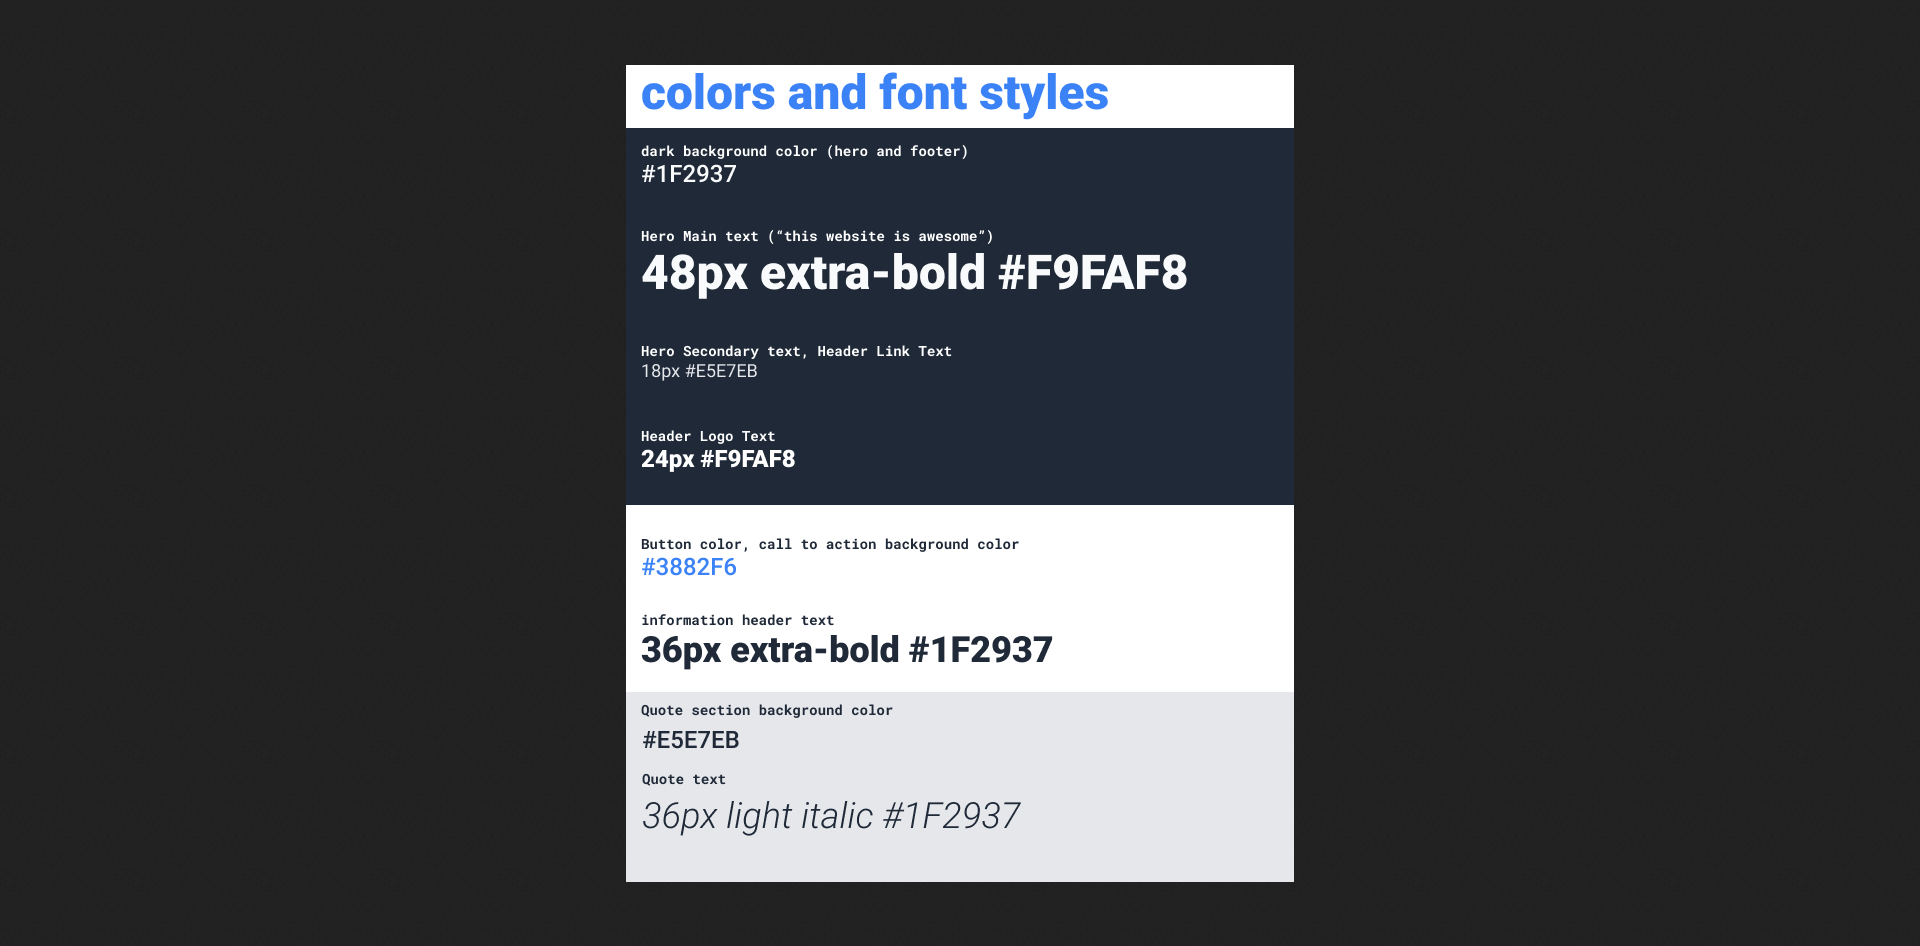 colors and font styles
dark background color (hero and footer)
#1F2937
Hero Main text (“this website is awesome”)
48px extra-bold #F9FAF8
Hero Secondary text, Header Link Text
18px #E5E7EB
Header Logo Text
24px #F9FAF8
Button color, call to action background color
#3882F6
information header text
36px extra-bold #1F2937
Quote section background color
#E5E7EB
Quote text
36px light italic #1F2937